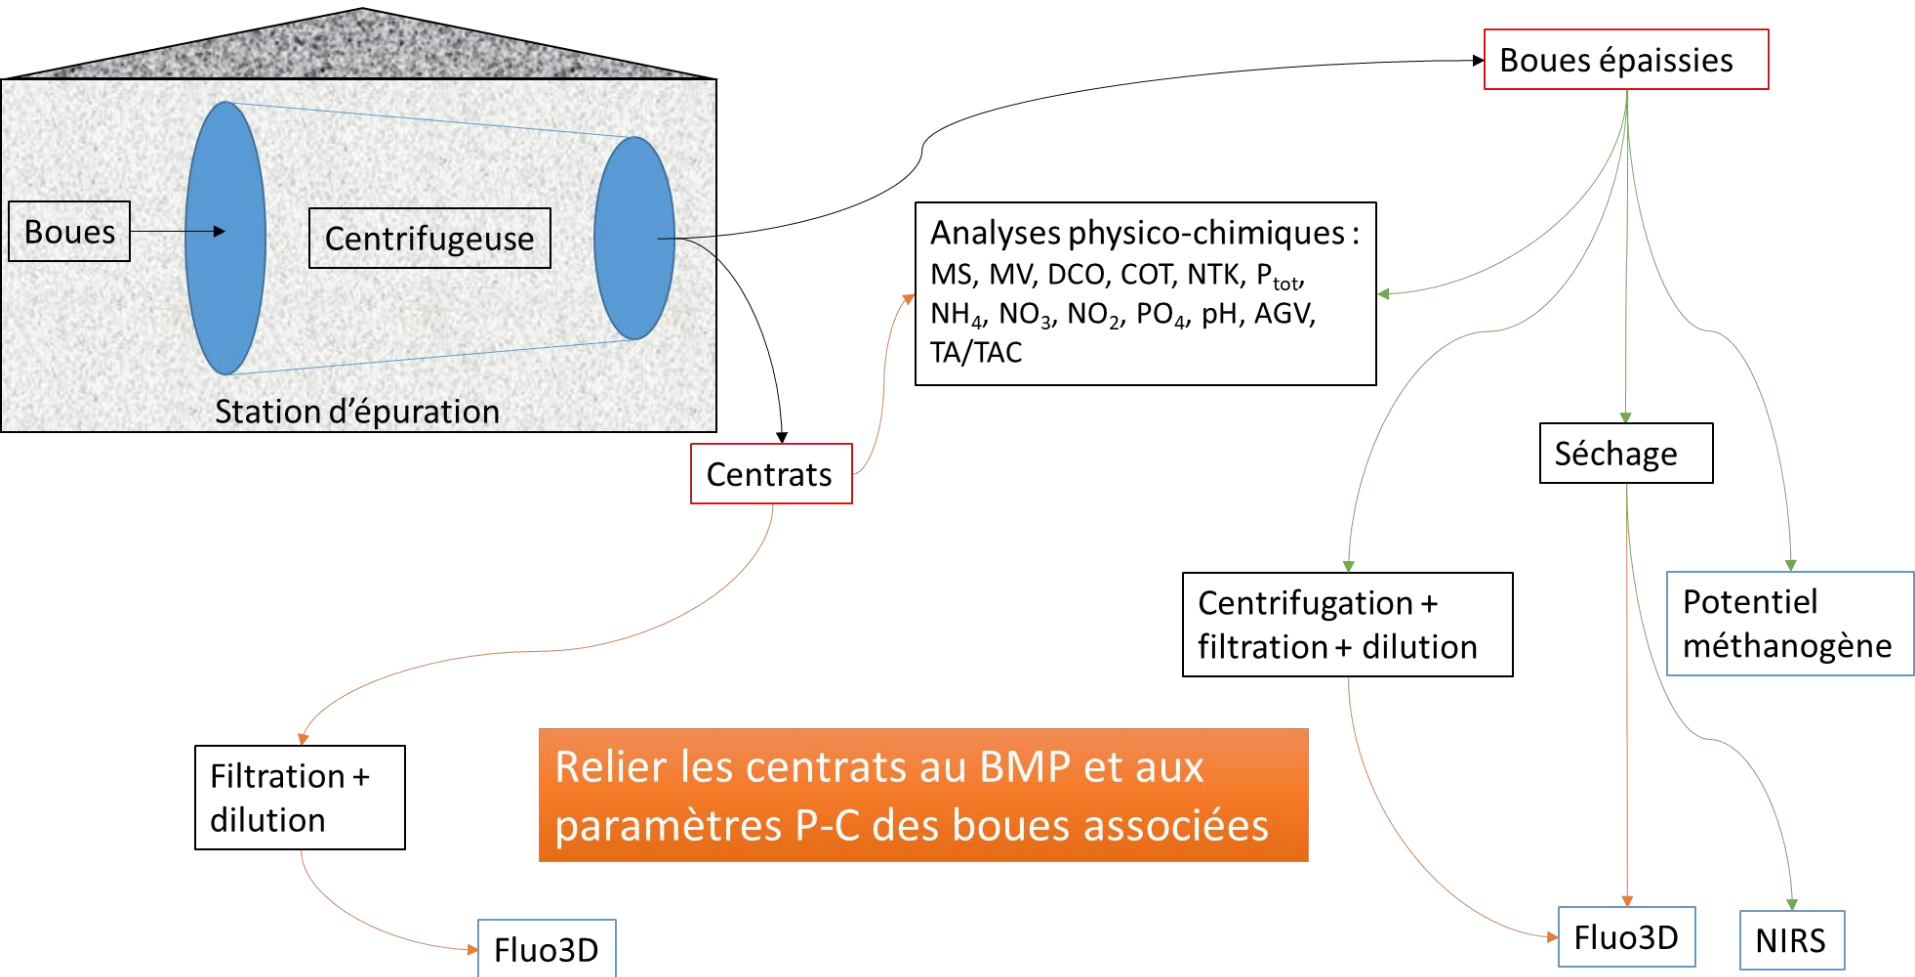 Boues épaissies
Boues
Centrifugeuse
Station d'épuration
Analyses physico-chimiques :
MS, MV, DCO, COT, NTK, Ptot,
NH4, NO3, NO2, PO4, pH, AGV,
TA/TAC
Centrats
Séchage
Centrifugation +
filtration + dilution
Potentiel
méthanogène
Filtration +
dilution
Relier les centrats au BMP et aux
paramètres P-C des boues associées
Fluo3D
Fluo3D
NIRS